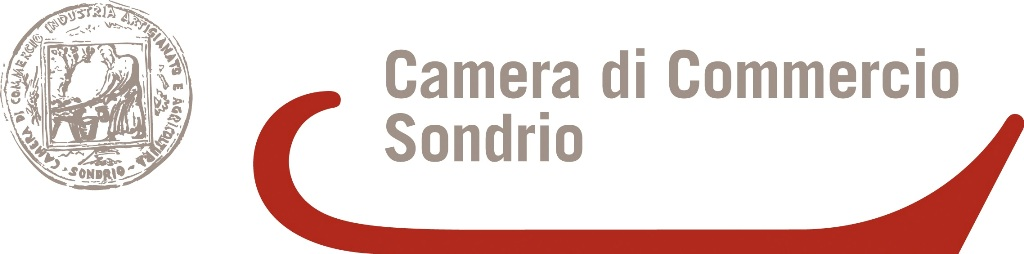 CAMERA DI COMMERCIO INDUSTRIA ARTIGIANATO E AGRICOLTURA - SONDRIO -
Camera di Commercio
Sondrio